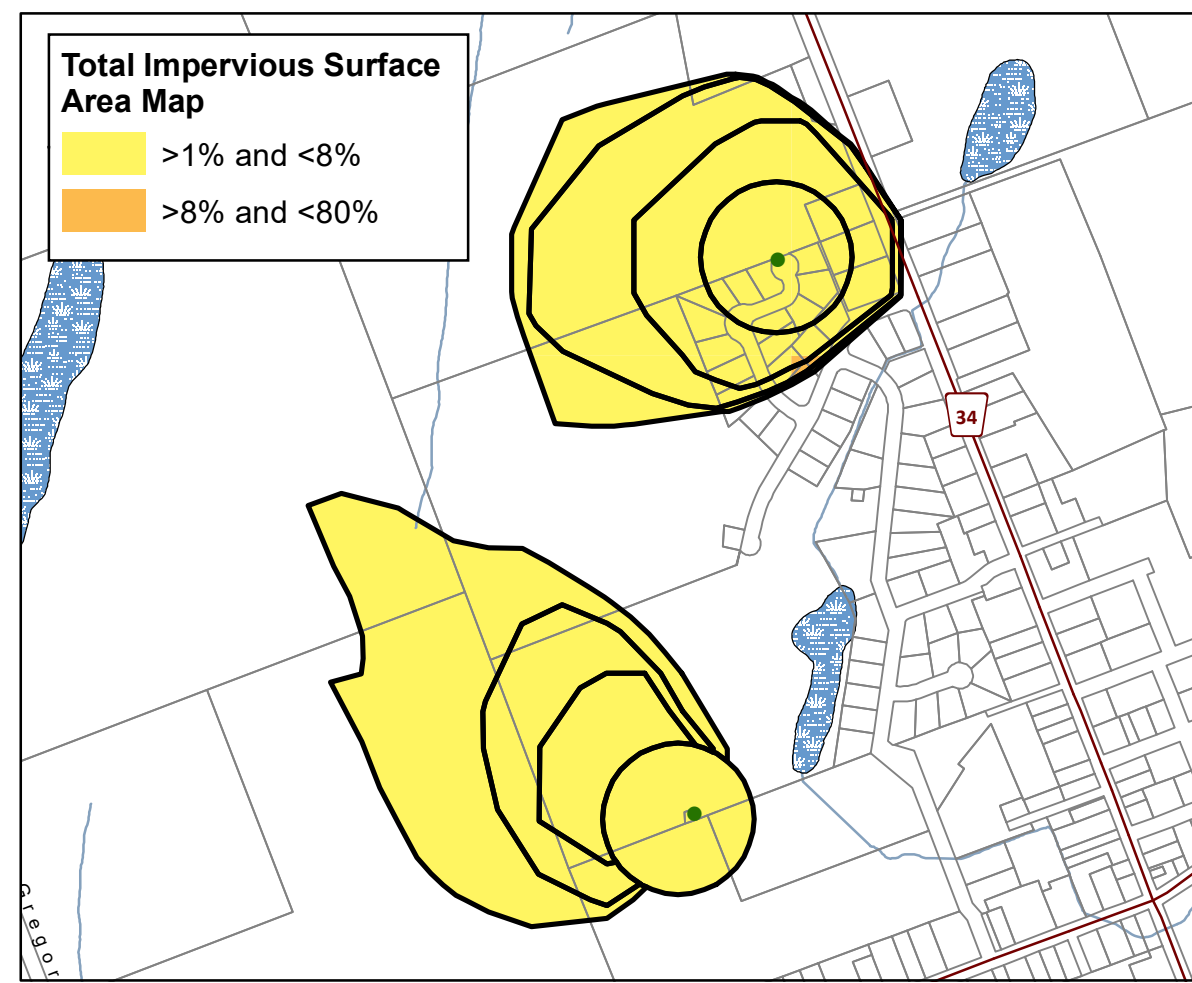 Total Impervious Surface
Area Map
>1% and <8%
>8% and <80%
34
Gregor